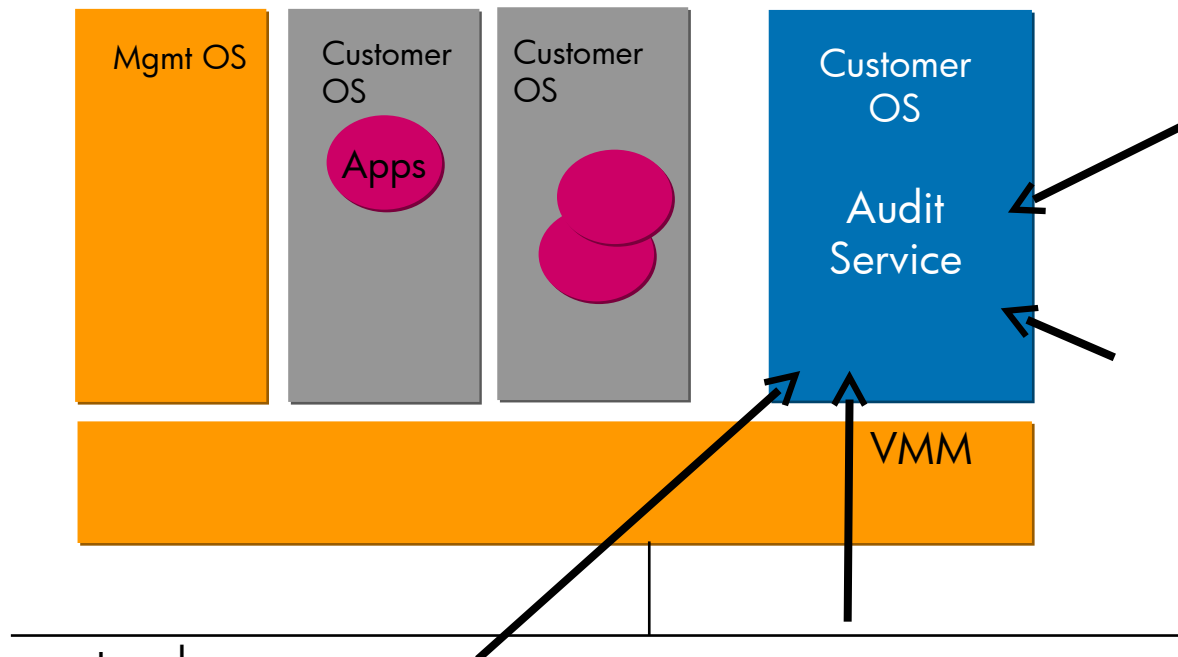 Mgmt OS
Customer
OS
Apps
Customer
OS
Customer
OS
Audit
Service
VMM